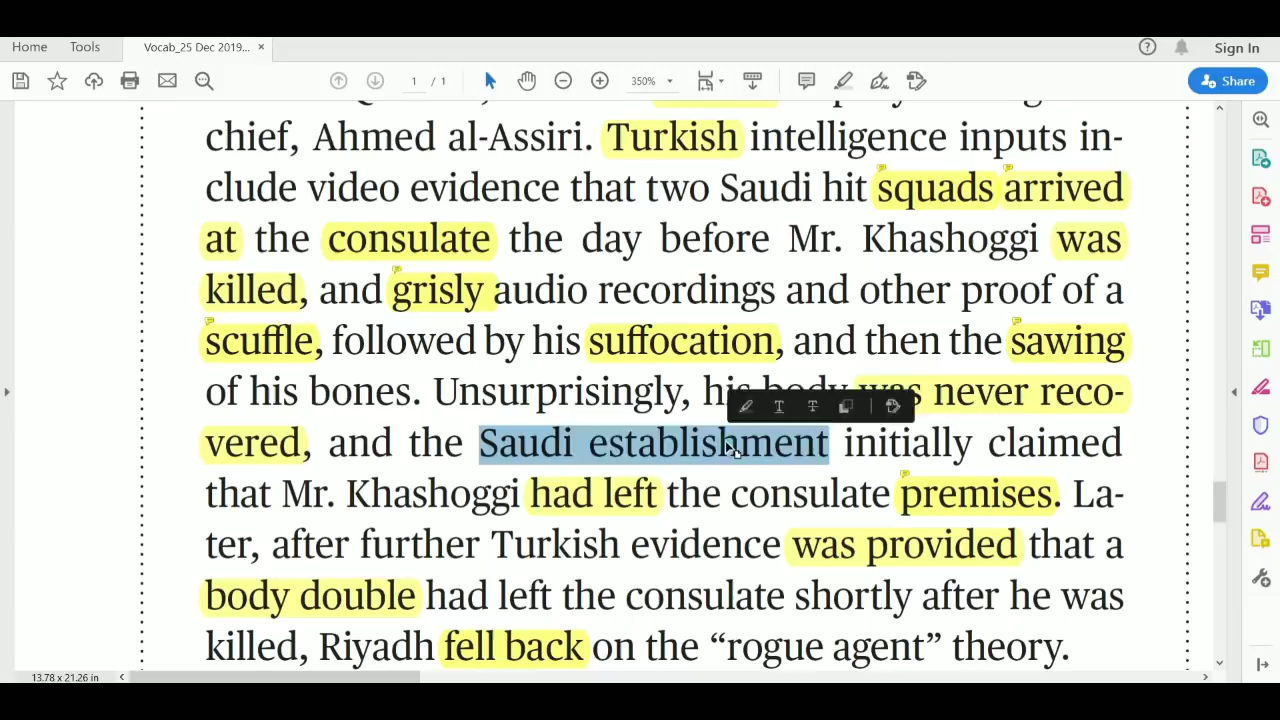 Home Tools Vocab_25 Dec 2019... × Sign In
1 / 1 350% Share
chief, Ahmed al-Assiri. Turkish intelligence inputs in-
clude video evidence that two Saudi hit squads arrived
at the consulate the day before Mr. Khashoggi was
killed, and grisly audio recordings and other proof of a
scuffle, followed by his suffocation, and then the sawing
of his bones. Unsurprisingly, his body was never reco-
vered, and the Saudi establishment initially claimed
that Mr. Khashoggi had left the consulate premises. La-
ter, after further Turkish evidence was provided that a
body double had left the consulate shortly after he was
killed, Riyadh fell back on the “rogue agent” theory.
13.78 x 21.26 in